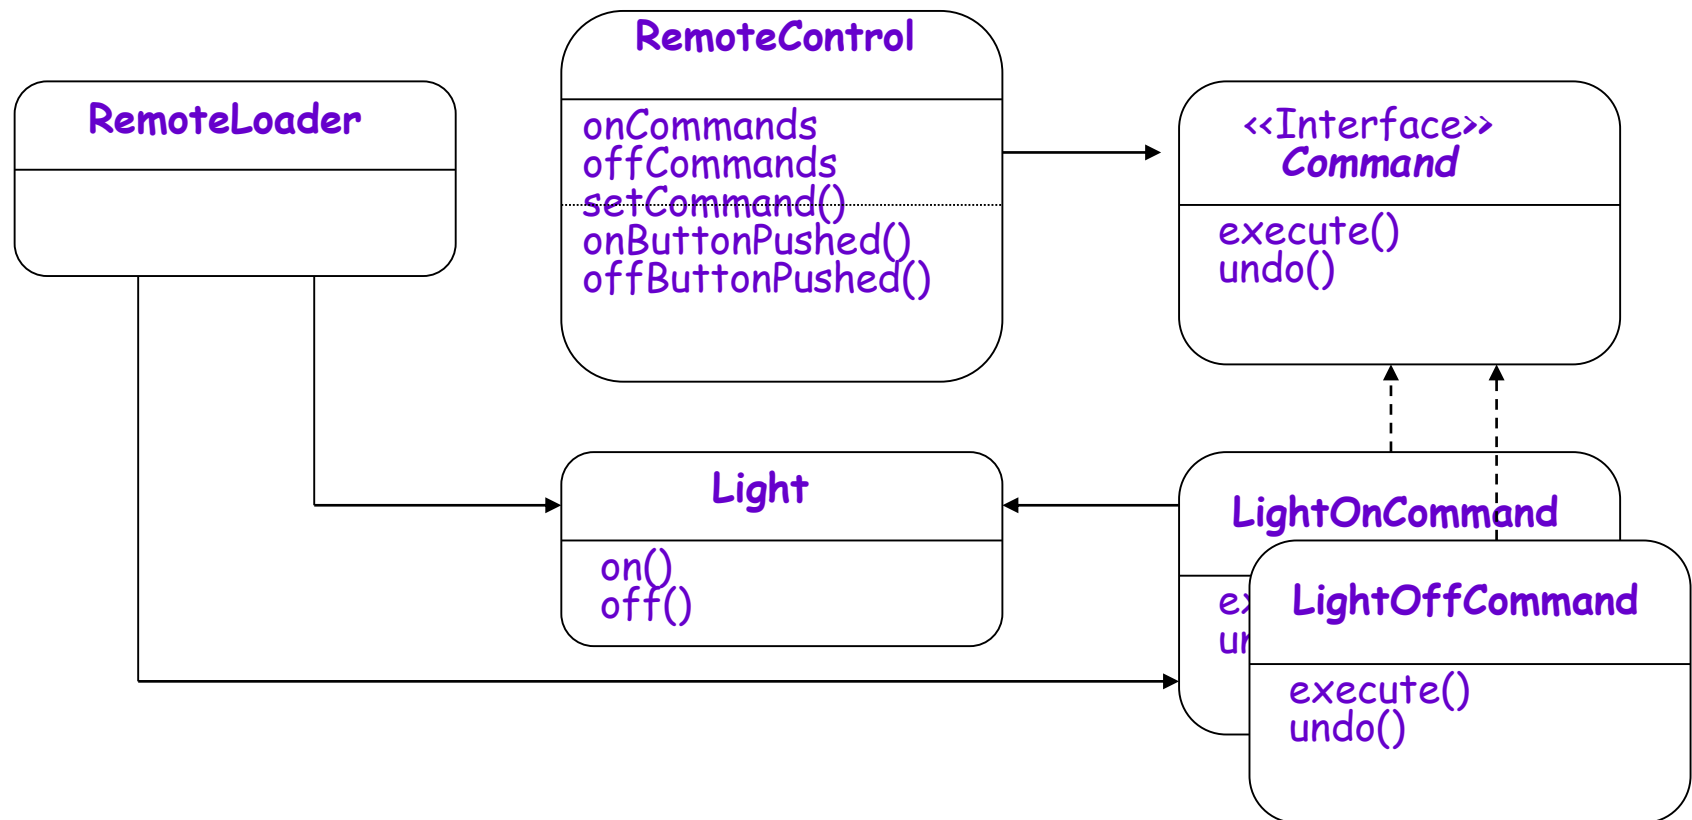 RemoteControl
onCommands
offCommands
setCommand()
onButtonPushed()
offButtonPushed()
RemoteLoader
<<Interface>>
Command
execute()
undo()
Light
on()
off()
LightOnCommand
LightOffCommand
execute()
undo()